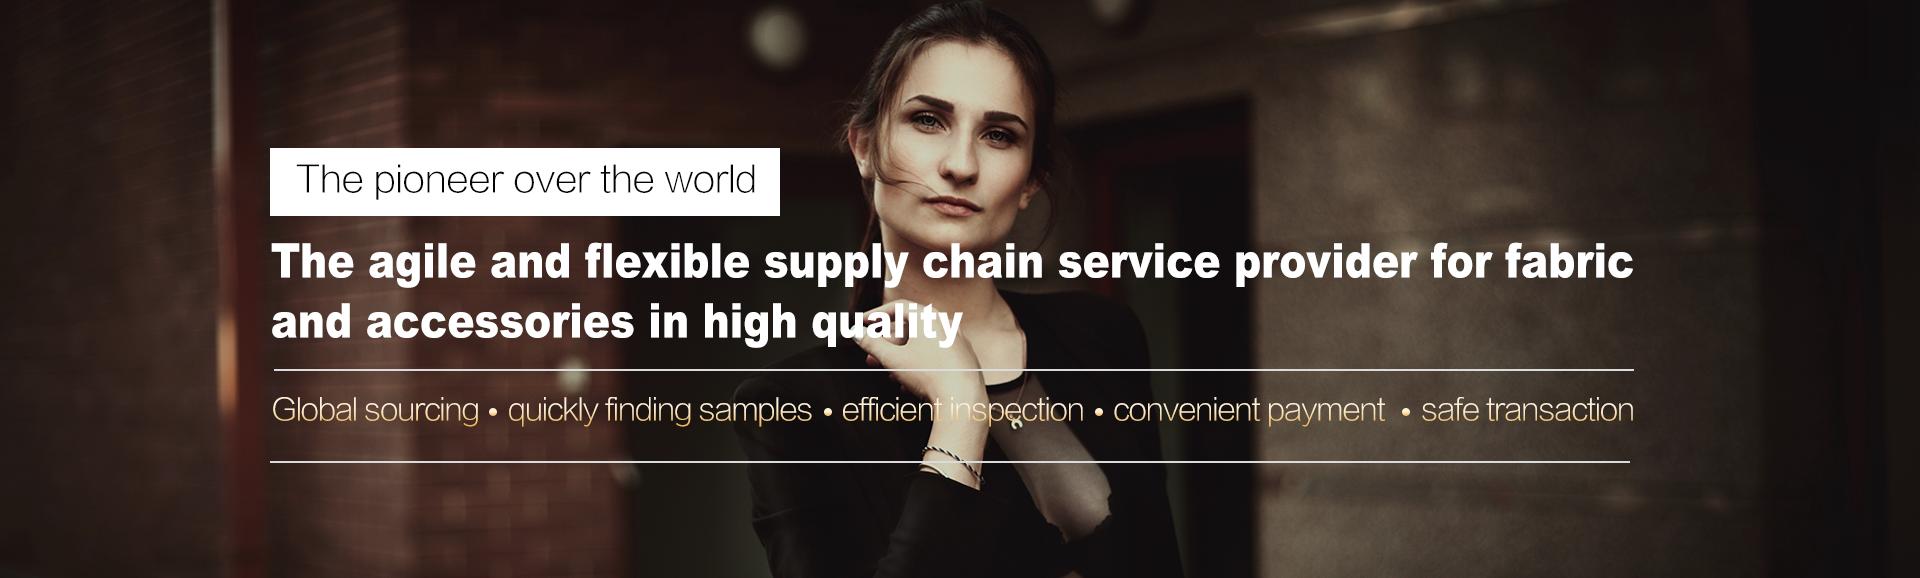 The pioneer over the world
The agile and flexible supply chain service provider for fabric
and accessories in high quality
Global sourcing • quickly finding samples • efficient inspection • convenient payment • safe transaction